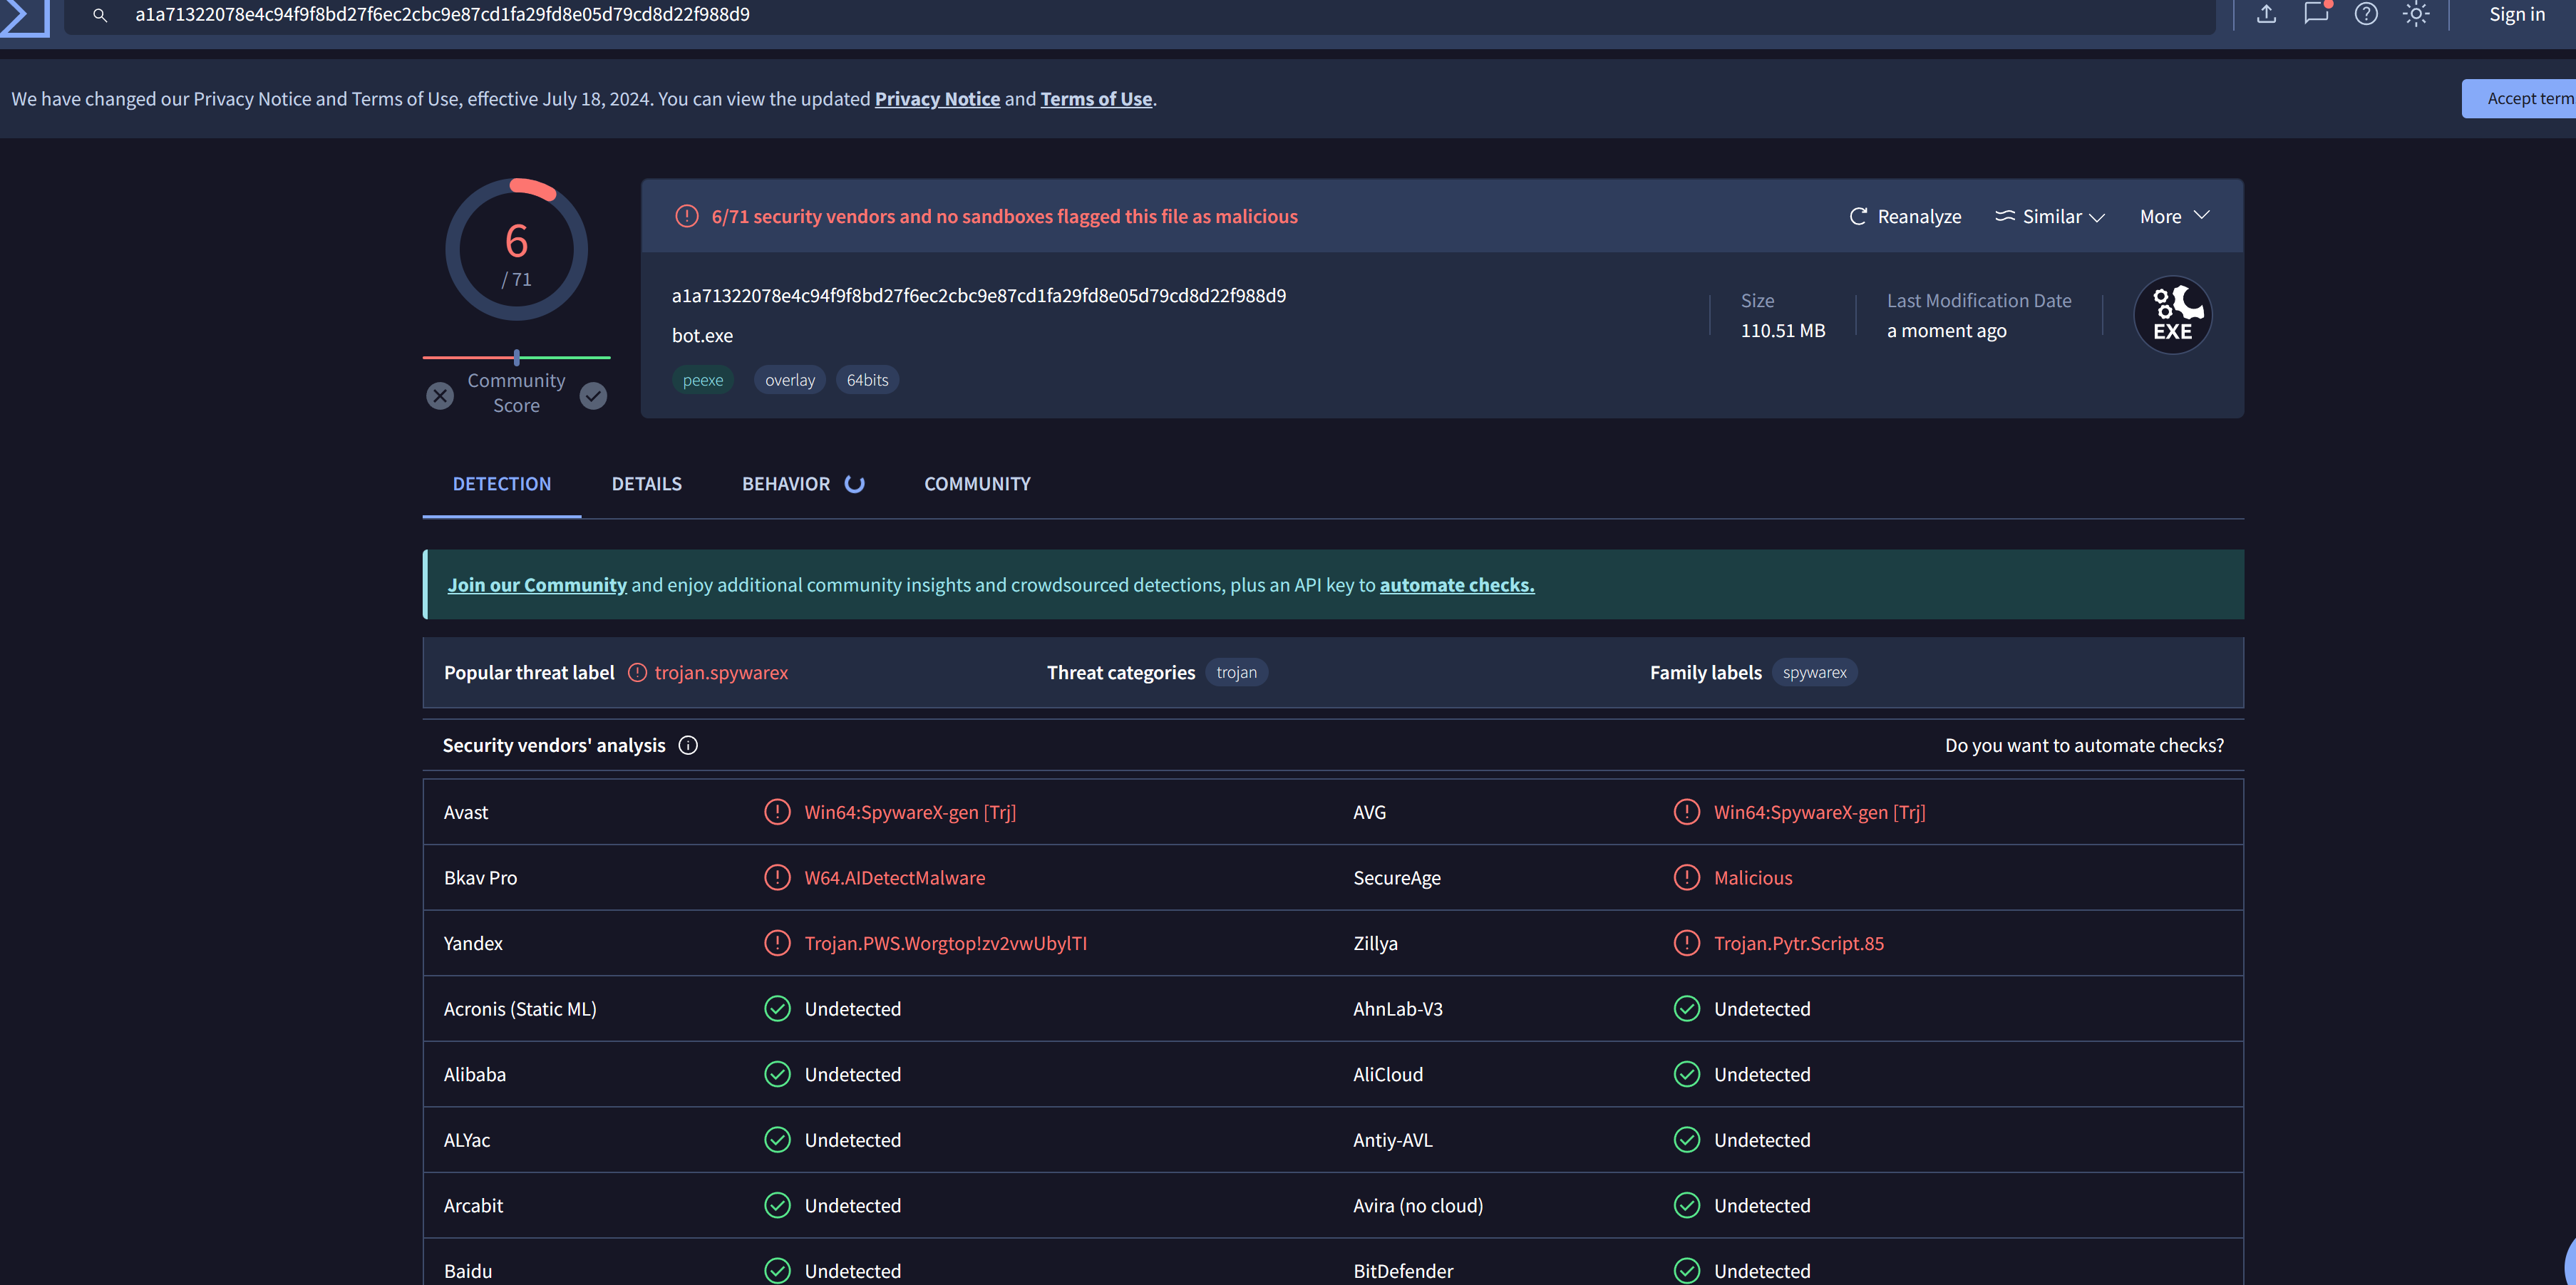 a1a71322078e4c94f9f8bd27f6ec2cbc9e87cd1fa29fd8e05d79cd8d22f988d9
Sign in
We have changed our Privacy Notice and Terms of Use, effective July 18, 2024. You can view the updated Privacy Notice and Terms of Use.
Accept term
6
/ 71
Community
Score
6/71 security vendors and no sandboxes flagged this file as malicious
Reanalyze
Similar
More
a1a71322078e4c94f9f8bd27f6ec2cbc9e87cd1fa29fd8e05d79cd8d22f988d9
bot.exe
peexe
overlay
64bits
Size
110.51 MB
Last Modification Date
a moment ago
EXE
DETECTION
DETAILS
BEHAVIOR
COMMUNITY
Join our Community and enjoy additional community insights and crowdsourced detections, plus an API key to automate checks.
Popular threat label trojan.spywarex
Threat categories trojan
Family labels spywarex
Security vendors' analysis
Do you want to automate checks?
Avast Win64:SpywareX-gen [Trj] AVG Win64:SpywareX-gen [Trj]
Bkav Pro W64.AIDetectMalware SecureAge Malicious
Yandex Trojan.PWS.Worgtop!zv2vwUbylTI Zillya Trojan.Pytr.Script.85
Acronis (Static ML) Undetected AhnLab-V3 Undetected
Alibaba Undetected AliCloud Undetected
ALYac Undetected Antiy-AVL Undetected
Arcabit Undetected Avira (no cloud) Undetected
Baidu Undetected BitDefender Undetected